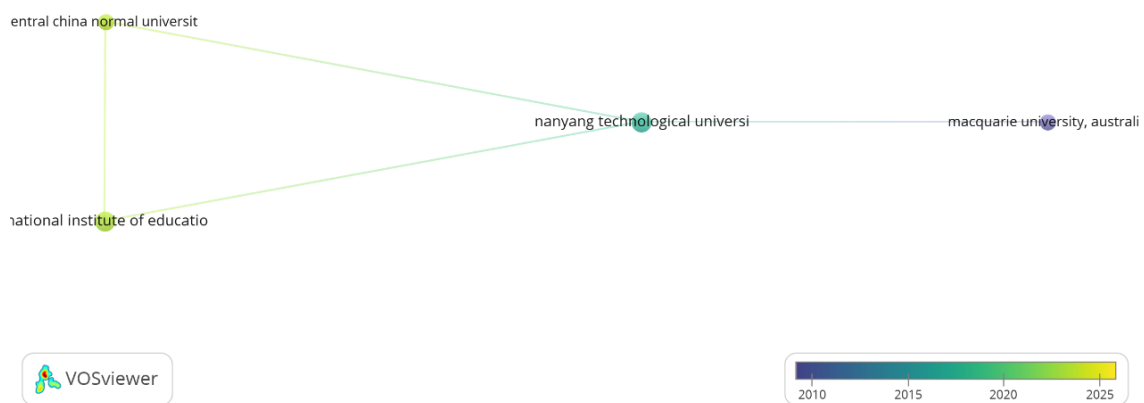 entral china normal universit
nanyang technological universi
macquarie university, australi
national institute of educatio
VOSviewer
2010
2015
2020
2025